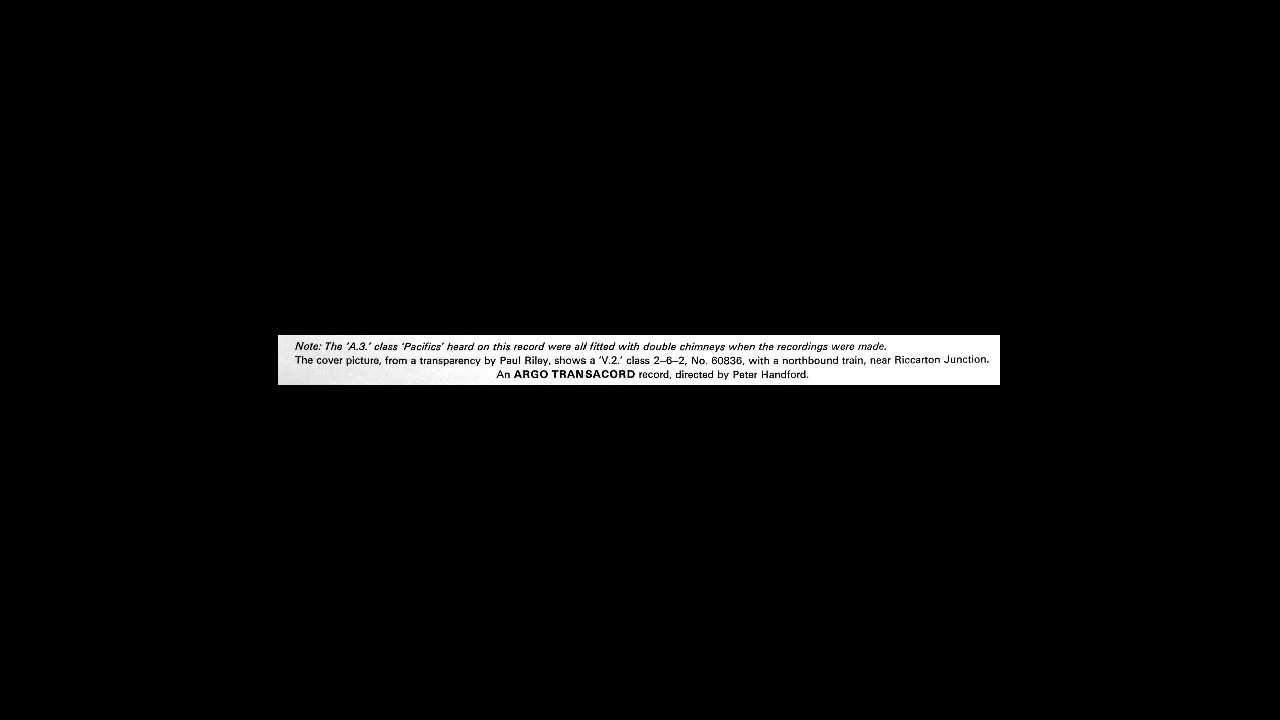 Note: The 'A.3.' class 'Pacifics' heard on this record were all fitted with double chimneys when the recordings were made.
The cover picture, from a transparency by Paul Riley, shows a 'V.2.' class 2–6–2, No. 60836, with a northbound train, near Riccarton Junction.
An ARGO TRANSACORD record, directed by Peter Handford.